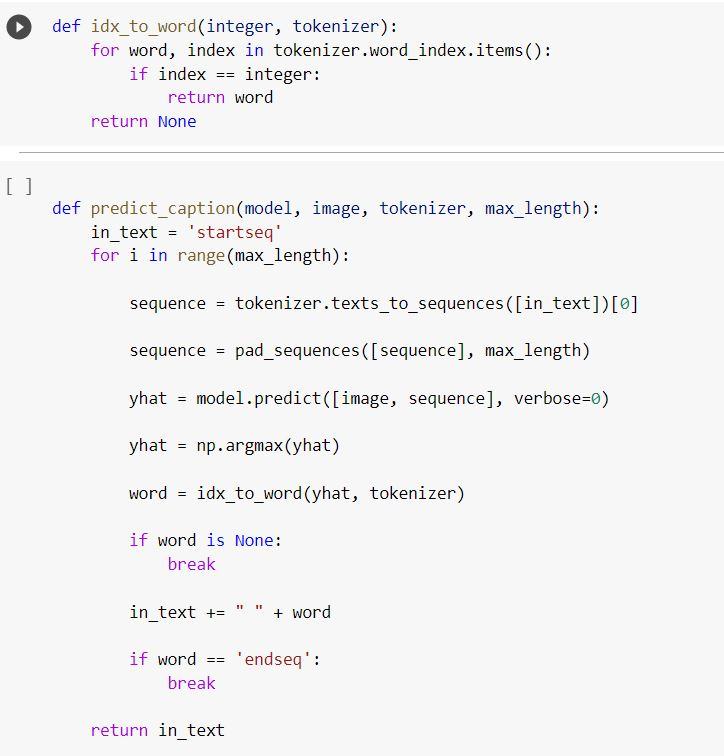 def idx_to_word(integer, tokenizer):
    for word, index in tokenizer.word_index.items():
        if index == integer:
            return word
    return None
[ ]
def predict_caption(model, image, tokenizer, max_length):
    in_text = 'startseq'
    for i in range(max_length):
        sequence = tokenizer.texts_to_sequences([in_text])[0]
        sequence = pad_sequences([sequence], max_length)
        yhat = model.predict([image, sequence], verbose=0)
        yhat = np.argmax(yhat)
        word = idx_to_word(yhat, tokenizer)
        if word is None:
            break
        in_text += " " + word
        if word == 'endseq':
            break
    return in_text